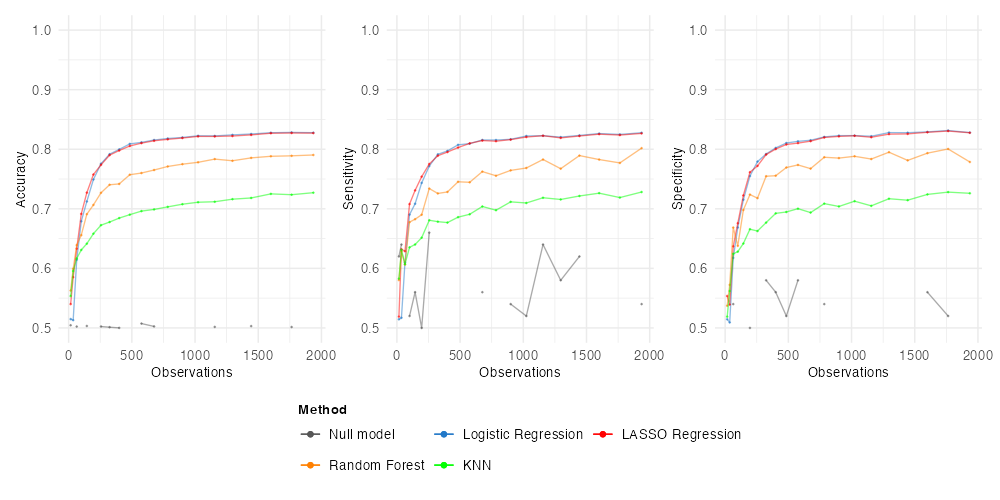 1.0
0.9
0.8
0.7
0.6
0.5
Accuracy
0 500 1000 1500 2000
Observations
1.0
0.9
0.8
0.7
0.6
0.5
Sensitivity
0 500 1000 1500 2000
Observations
1.0
0.9
0.8
0.7
0.6
0.5
Specificity
0 500 1000 1500 2000
Observations
Method
Null model Logistic Regression LASSO Regression
Random Forest KNN